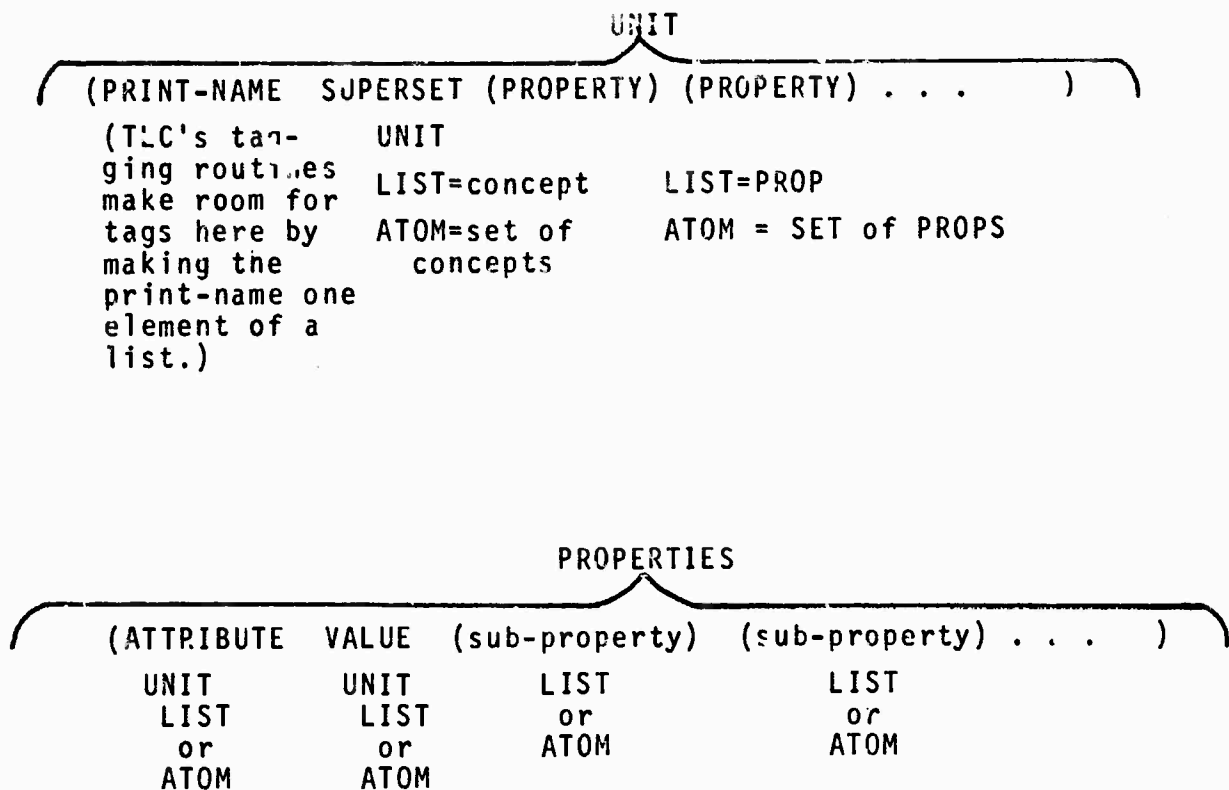 UNIT
(PRINT-NAME SUPERSET (PROPERTY) (PROPERTY) . . . )
(TLC's tag- UNIT
ging routines
LIST=concept LIST=PROP
make room for
tags here by ATOM=set of ATOM = SET of PROPS
making the concepts
print-name one
element of a
list.)
PROPERTIES
(ATTRIBUTE VALUE (sub-property) (sub-property) . . . )
UNIT UNIT LIST LIST
LIST LIST or or
or or ATOM ATOM
ATOM ATOM